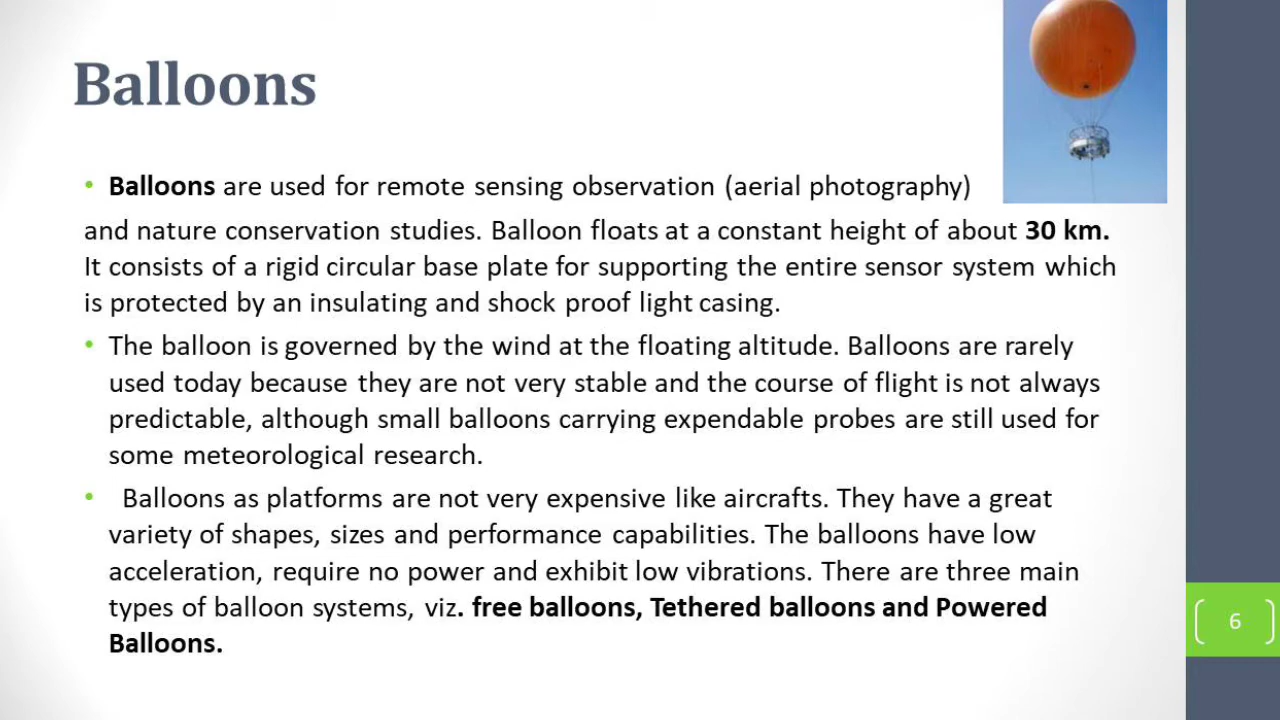 Balloons
• Balloons are used for remote sensing observation (aerial photography)
and nature conservation studies. Balloon floats at a constant height of about 30 km.
It consists of a rigid circular base plate for supporting the entire sensor system which
is protected by an insulating and shock proof light casing.
• The balloon is governed by the wind at the floating altitude. Balloons are rarely
used today because they are not very stable and the course of flight is not always
predictable, although small balloons carrying expendable probes are still used for
some meteorological research.
• Balloons as platforms are not very expensive like aircrafts. They have a great
variety of shapes, sizes and performance capabilities. The balloons have low
acceleration, require no power and exhibit low vibrations. There are three main
types of balloon systems, viz. free balloons, Tethered balloons and Powered
Balloons.
6